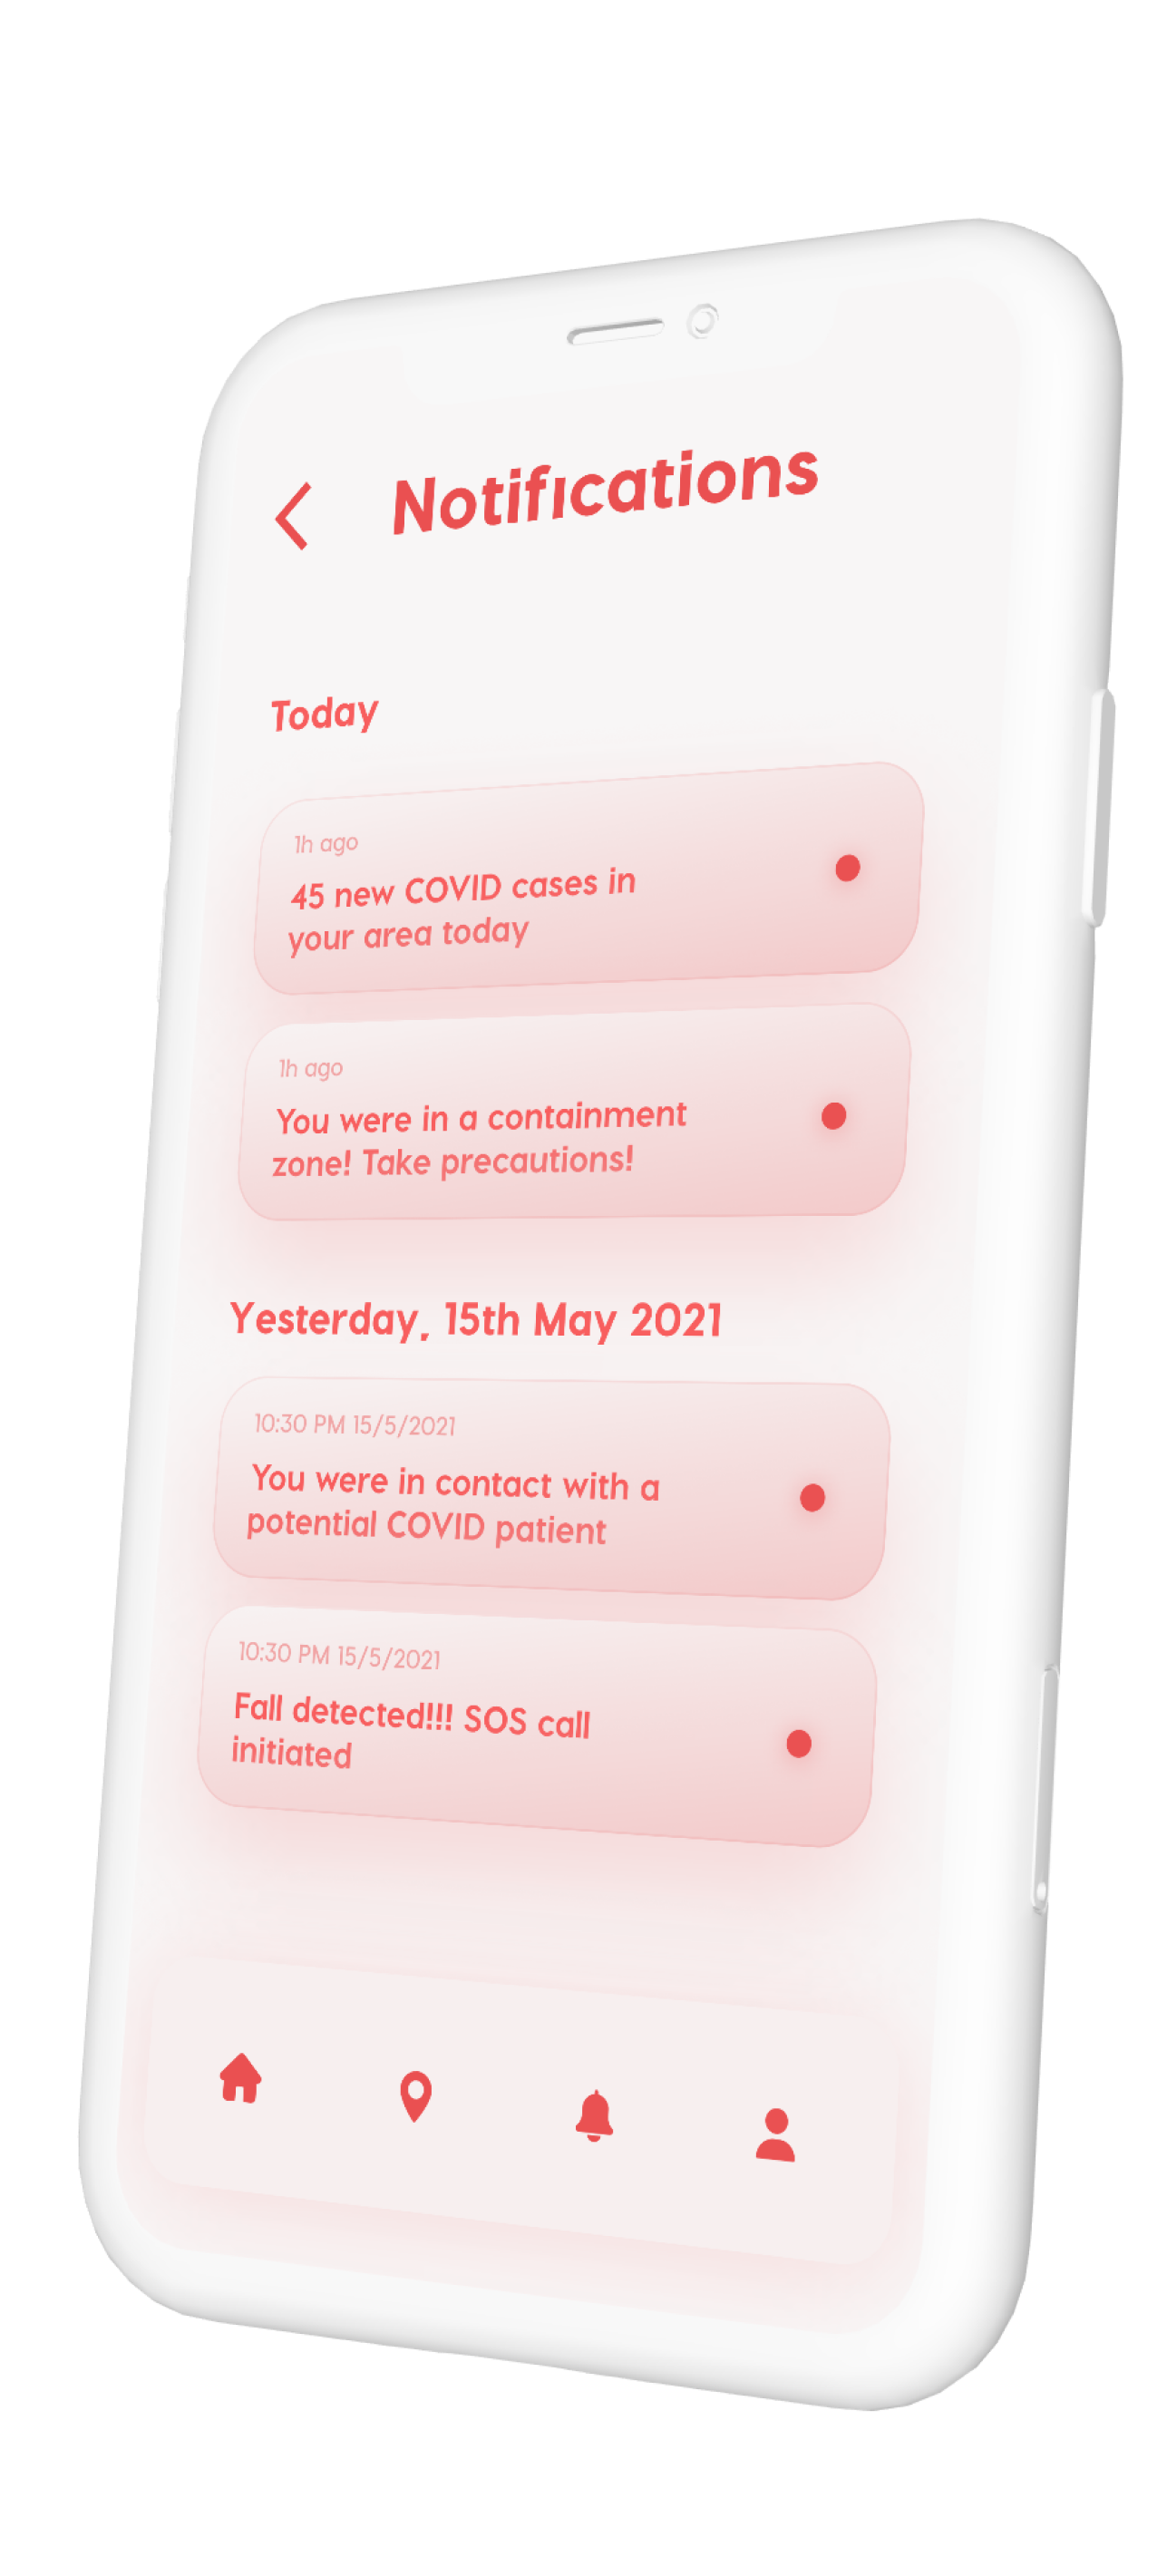 Notifications
Today
1h ago
45 new COVID cases in
your area today
1h ago
You were in a containment
zone! Take precautions!
Yesterday, 15th May 2021
10:30 PM 15/5/2021
You were in contact with a
potential COVID patient
10:30 PM 15/5/2021
Fall detected!!! SOS call
initiated